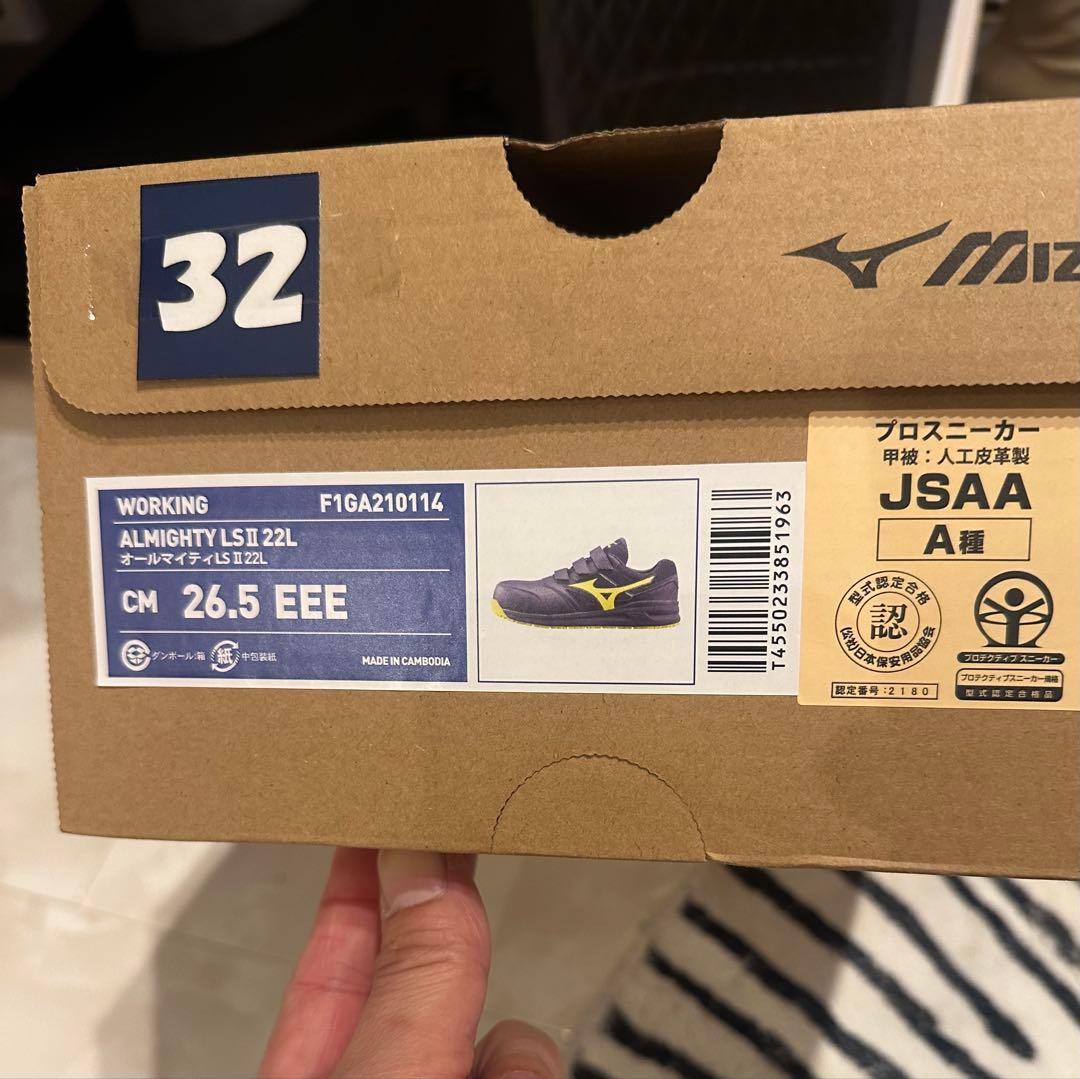 32
MIZ
WORKING F1GA210114
ALMIGHTY LSⅡ 22L
オールマイティLSⅡ 22L
CM 26.5 EEE
ダンボール:箱 紙 中包装紙
MADE IN CAMBODIA
T4550233851963
プロスニーカー
甲被:人工皮革製
JSAA
A種
型式認定合格
認
(公社)日本保安用品協会
認定番号:2180
プロテクティブ スニーカー
プロテクティブスニーカー規格
型式認定合格品